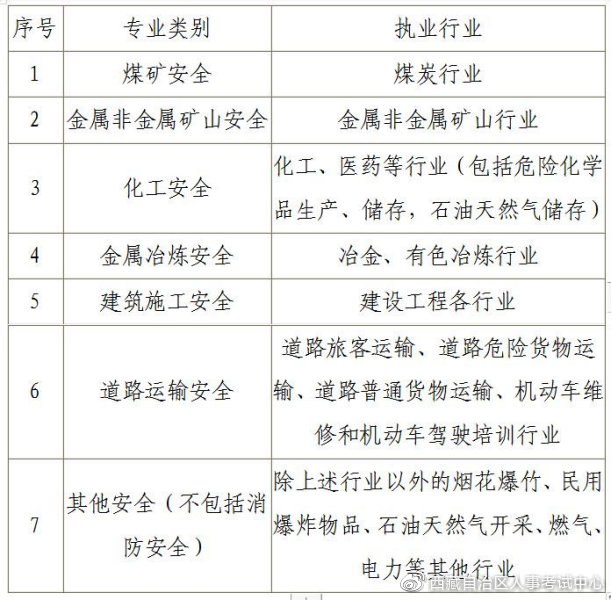 序号 专业类别 执业行业
1 煤矿安全 煤炭行业
2 金属非金属矿山安全 金属非金属矿山行业
3 化工安全 化工、医药等行业（包括危险化学
品生产、储存，石油天然气储存）
4 金属冶炼安全 冶金、有色冶炼行业
5 建筑施工安全 建设工程各行业
6 道路运输安全 道路旅客运输、道路危险货物运
输、道路普通货物运输、机动车维
修和机动车驾驶培训行业
7 其他安全（不包括消
防安全） 除上述行业以外的烟花爆竹、民用
爆炸物品、石油天然气开采、燃气、
电力等其他行业
西藏自治区人事考试中心